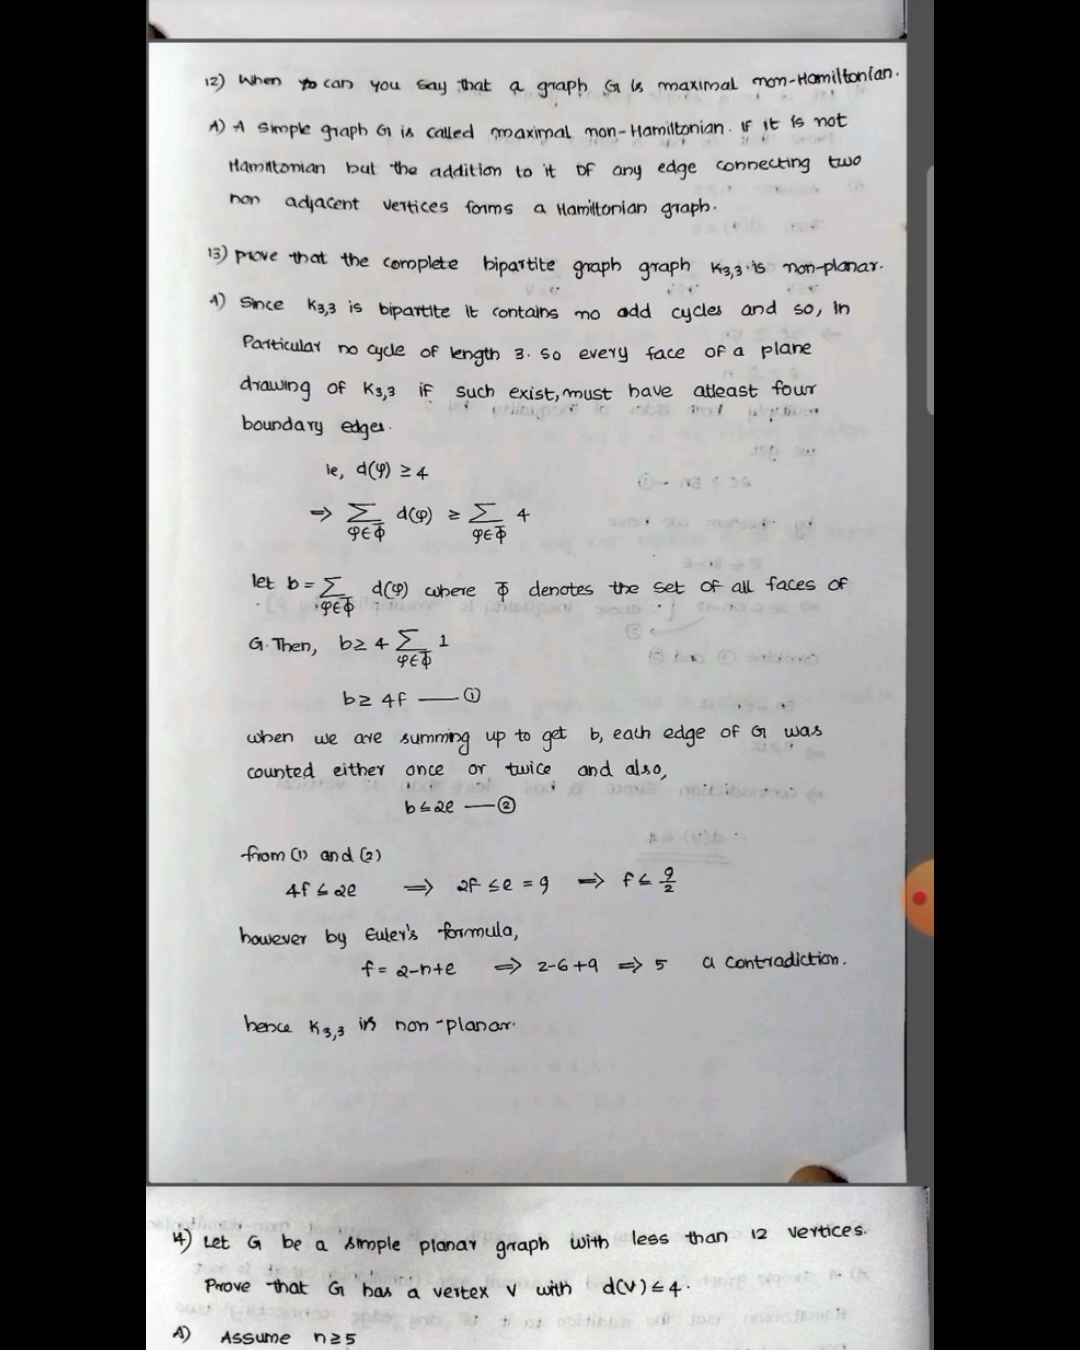 12) When can you say that a graph G is maximal non-Hamiltonian.
A) A simple graph G is called maximal non-Hamiltonian. If it is not
Hamiltonian but the addition to it of any edge connecting two
non adjacent vertices forms a Hamiltonian graph.
13) prove that the complete bipartite graph graph K3,3 is non-planar.
A) Since K3,3 is bipartite it contains no add cycles and so, in
Particular no cycle of length 3. So every face of a plane
drawing of K3,3 if such exist, must have atleast four
boundary edges.
ie, d(φ) ≥ 4
⇒ Σ d(φ) ≥ Σ 4
φ∈Φ φ∈Φ
let b = Σ d(φ) where Φ denotes the set of all faces of
φ∈Φ
G. Then, b ≥ 4 Σ 1
φ∈Φ
b ≥ 4f —— ①
when we are summing up to get b, each edge of G was
counted either once or twice and also,
b ≤ 2e —— ②
from (1) and (2)
4f ≤ 2e ⇒ 2f ≤ e = 9 ⇒ f ≤ 9/2
however by Euler's formula,
f = 2-n+e ⇒ 2-6+9 ⇒ 5 a contradiction.
hence K3,3 is non-planar.
14) Let G be a simple planar graph with less than 12 vertices.
Prove that G has a vertex v with d(v) ≤ 4.
A) Assume n ≥ 5